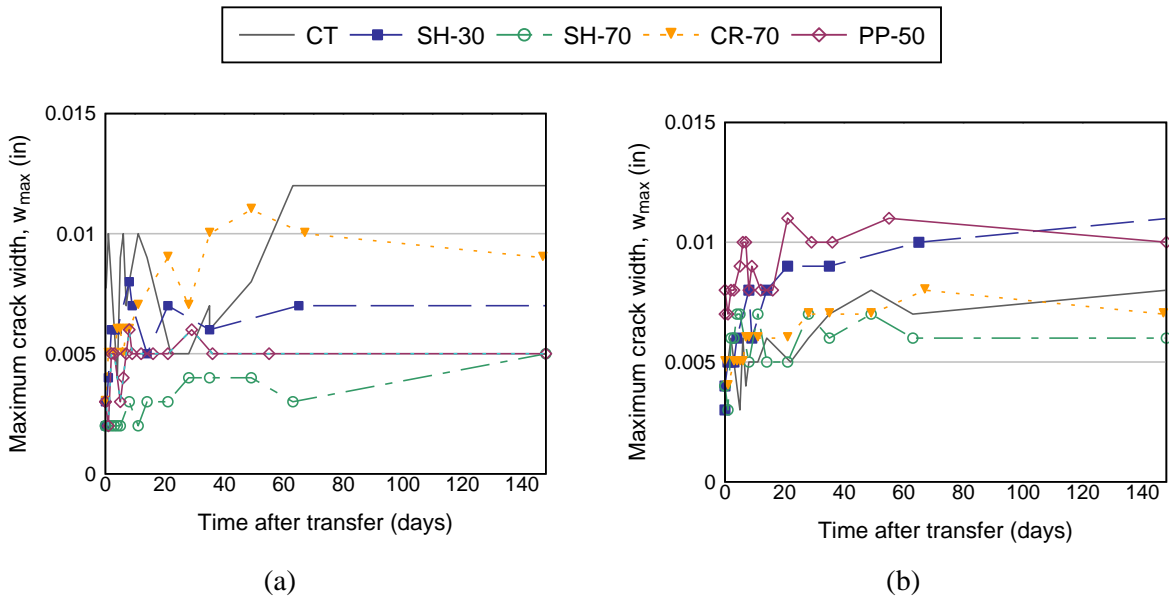 CT SH-30 SH-70 CR-70 PP-50
0.015
0.01
0.005
0
Maximum crack width, wmax (in)
0 20 40 60 80 100 120 140
Time after transfer (days)
(a)
0.015
0.01
0.005
0
Maximum crack width, wmax (in)
0 20 40 60 80 100 120 140
Time after transfer (days)
(b)